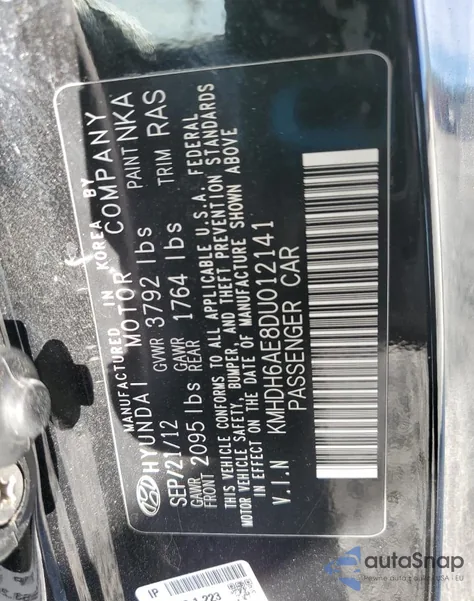 MANUFACTURED IN KOREA BY
HYUNDAI MOTOR COMPANY
SEP/21/12 GVWR 3792 lbs PAINT NKA
GAWR FRONT 2095 lbs GAWR REAR 1764 lbs TRIM RAS
THIS VEHICLE CONFORMS TO ALL APPLICABLE U.S.A. FEDERAL
MOTOR VEHICLE SAFETY, BUMPER, AND THEFT PREVENTION STANDARDS
IN EFFECT ON THE DATE OF MANUFACTURE SHOWN ABOVE
V.I.N KMHDH6AE8DU012141
PASSENGER CAR
IP
223
autoSnap